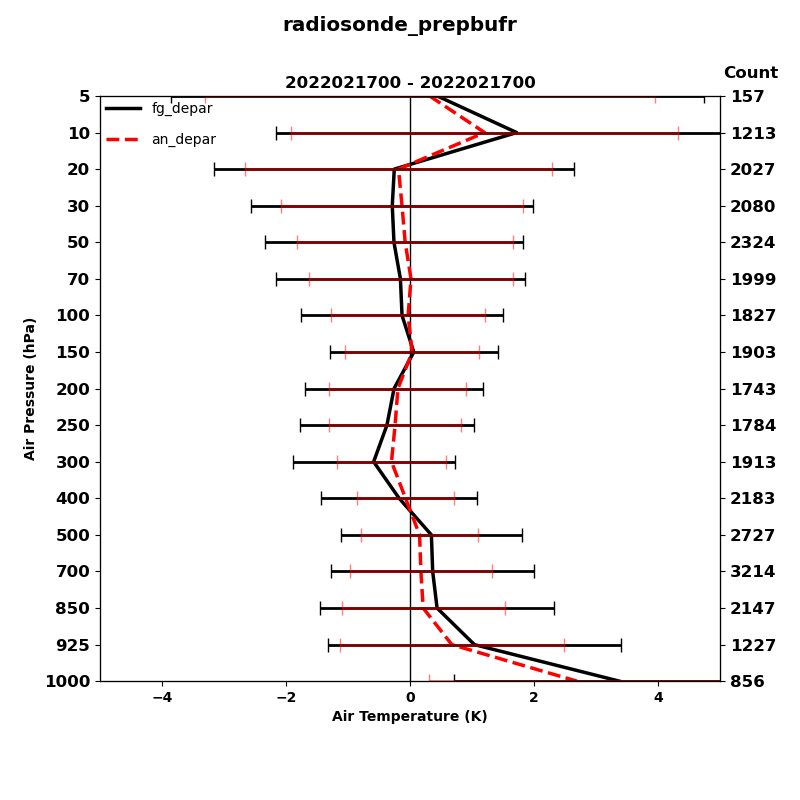 radiosonde_prepbufr
2022021700 - 2022021700
Count
fg_depar
an_depar
5 157
10 1213
20 2027
30 2080
50 2324
70 1999
100 1827
150 1903
200 1743
250 1784
300 1913
400 2183
500 2727
700 3214
850 2147
925 1227
1000 856
Air Pressure (hPa)
−4 −2 0 2 4
Air Temperature (K)